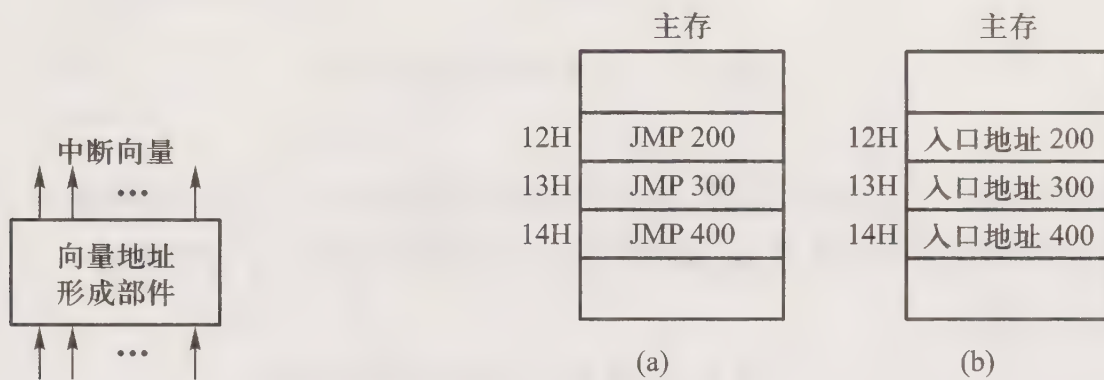 中断向量
…
向量地址
形成部件
…
主存
12H JMP 200
13H JMP 300
14H JMP 400
(a)
主存
12H 入口地址 200
13H 入口地址 300
14H 入口地址 400
(b)